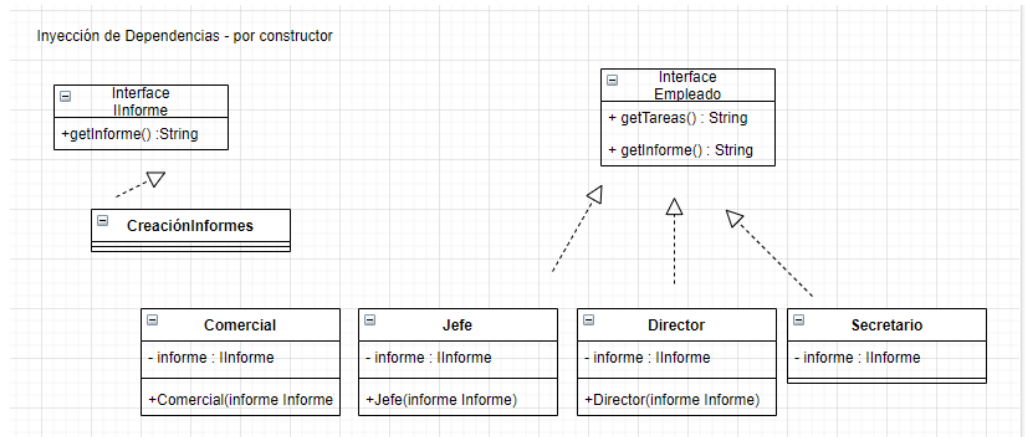 Inyección de Dependencias - por constructor
Interface
IInforme
+getInforme() :String
Interface
Empleado
+ getTareas() : String
+ getInforme() : String
CreaciónInformes
Comercial
- informe : IInforme
+Comercial(informe Informe
Jefe
- informe : IInforme
+Jefe(informe Informe)
Director
- informe : IInforme
+Director(informe Informe)
Secretario
- informe : IInforme